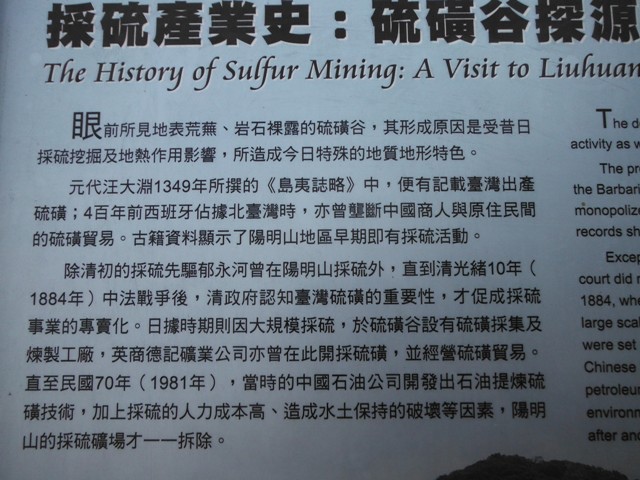 採硫產業史：硫磺谷探源
The History of Sulfur Mining: A Visit to Liuhuan
眼前所見地表荒蕪、岩石裸露的硫磺谷，其形成原因是受昔日
採硫挖掘及地熱作用影響，所造成今日特殊的地質地形特色。
元代汪大淵1349年所撰的《島夷誌略》中，便有記載臺灣出產
硫磺；4百年前西班牙佔據北臺灣時，亦曾壟斷中國商人與原住民間
的硫磺貿易。古籍資料顯示了陽明山地區早期即有採硫活動。
除清初的採硫先驅郁永河曾在陽明山採硫外，直到清光緒10年（
1884年）中法戰爭後，清政府認知臺灣硫磺的重要性，才促成採硫
事業的專賣化。日據時期則因大規模採硫，於硫磺谷設有硫磺採集及
煉製工廠，英商德記礦業公司亦曾在此開採硫磺，並經營硫磺貿易。
直至民國70年（1981年），當時的中國石油公司開發出石油提煉硫
磺技術，加上採硫的人力成本高、造成水土保持的破壞等因素，陽明
山的採硫礦場才一一拆除。
The d
activity as w
The pr
the Barbari
monopolize
records sh
Excep
court did n
1884, whe
large scal
were set
Chinese
petroleu
environm
after and